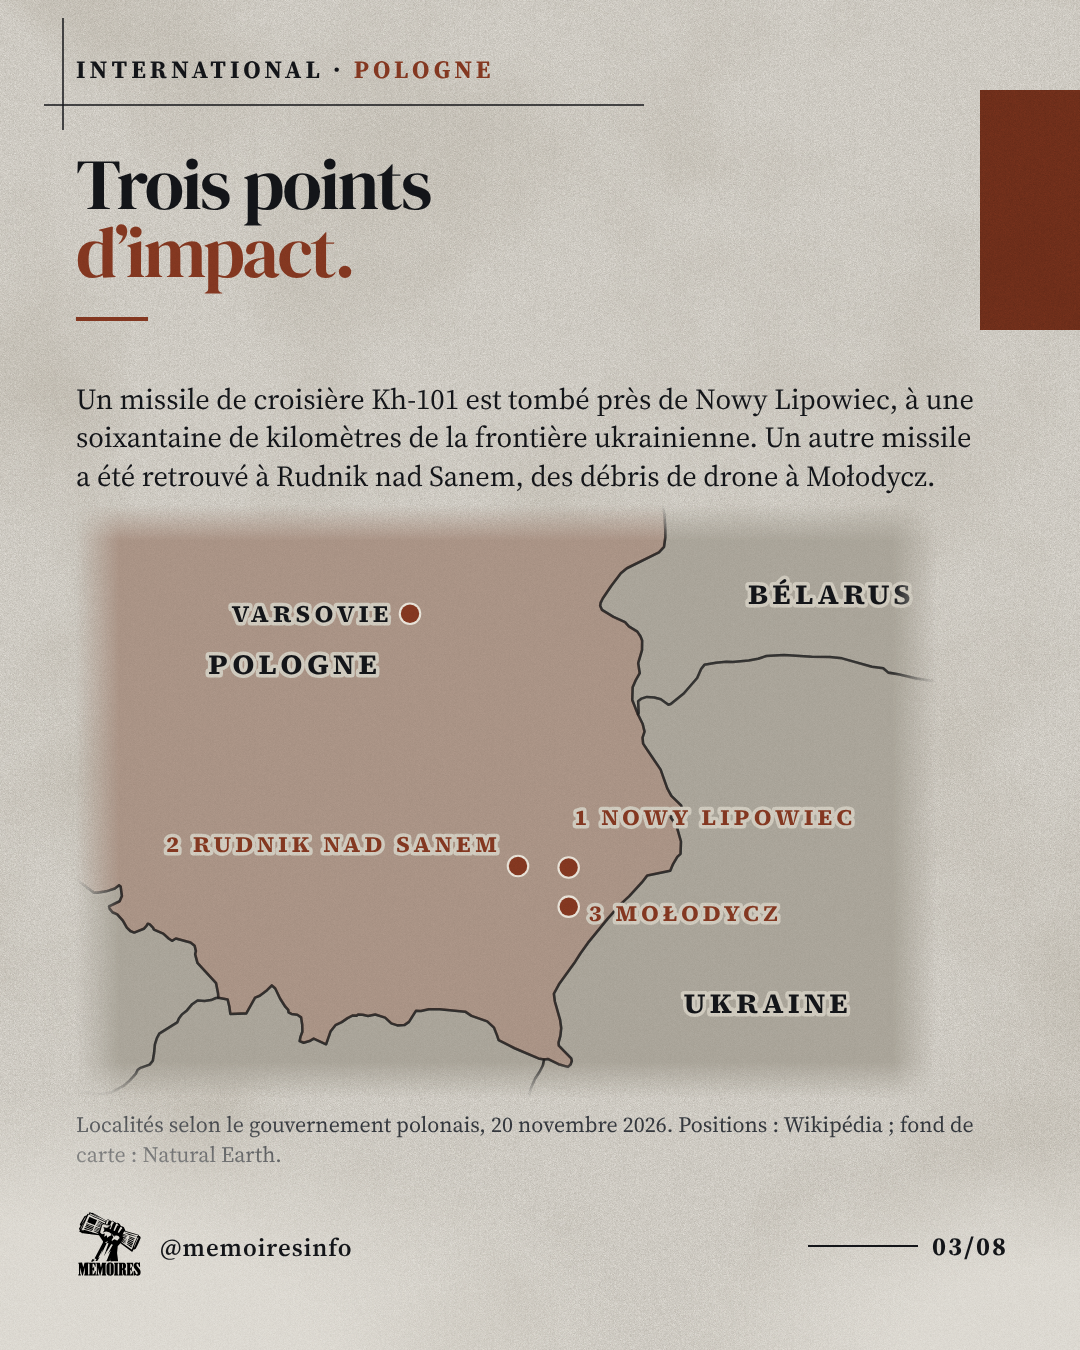 INTERNATIONAL · POLOGNE
Trois points
d’impact.
Un missile de croisière Kh-101 est tombé près de Nowy Lipowiec, à une
soixantaine de kilomètres de la frontière ukrainienne. Un autre missile
a été retrouvé à Rudnik nad Sanem, des débris de drone à Mołodycz.
BÉLARUS
VARSOVIE
POLOGNE
1 NOWY LIPOWIEC
2 RUDNIK NAD SANEM
3 MOŁODYCZ
UKRAINE
Localités selon le gouvernement polonais, 20 novembre 2026. Positions : Wikipédia ; fond de
carte : Natural Earth.
MÉMOIRES
@memoiresinfo
03/08